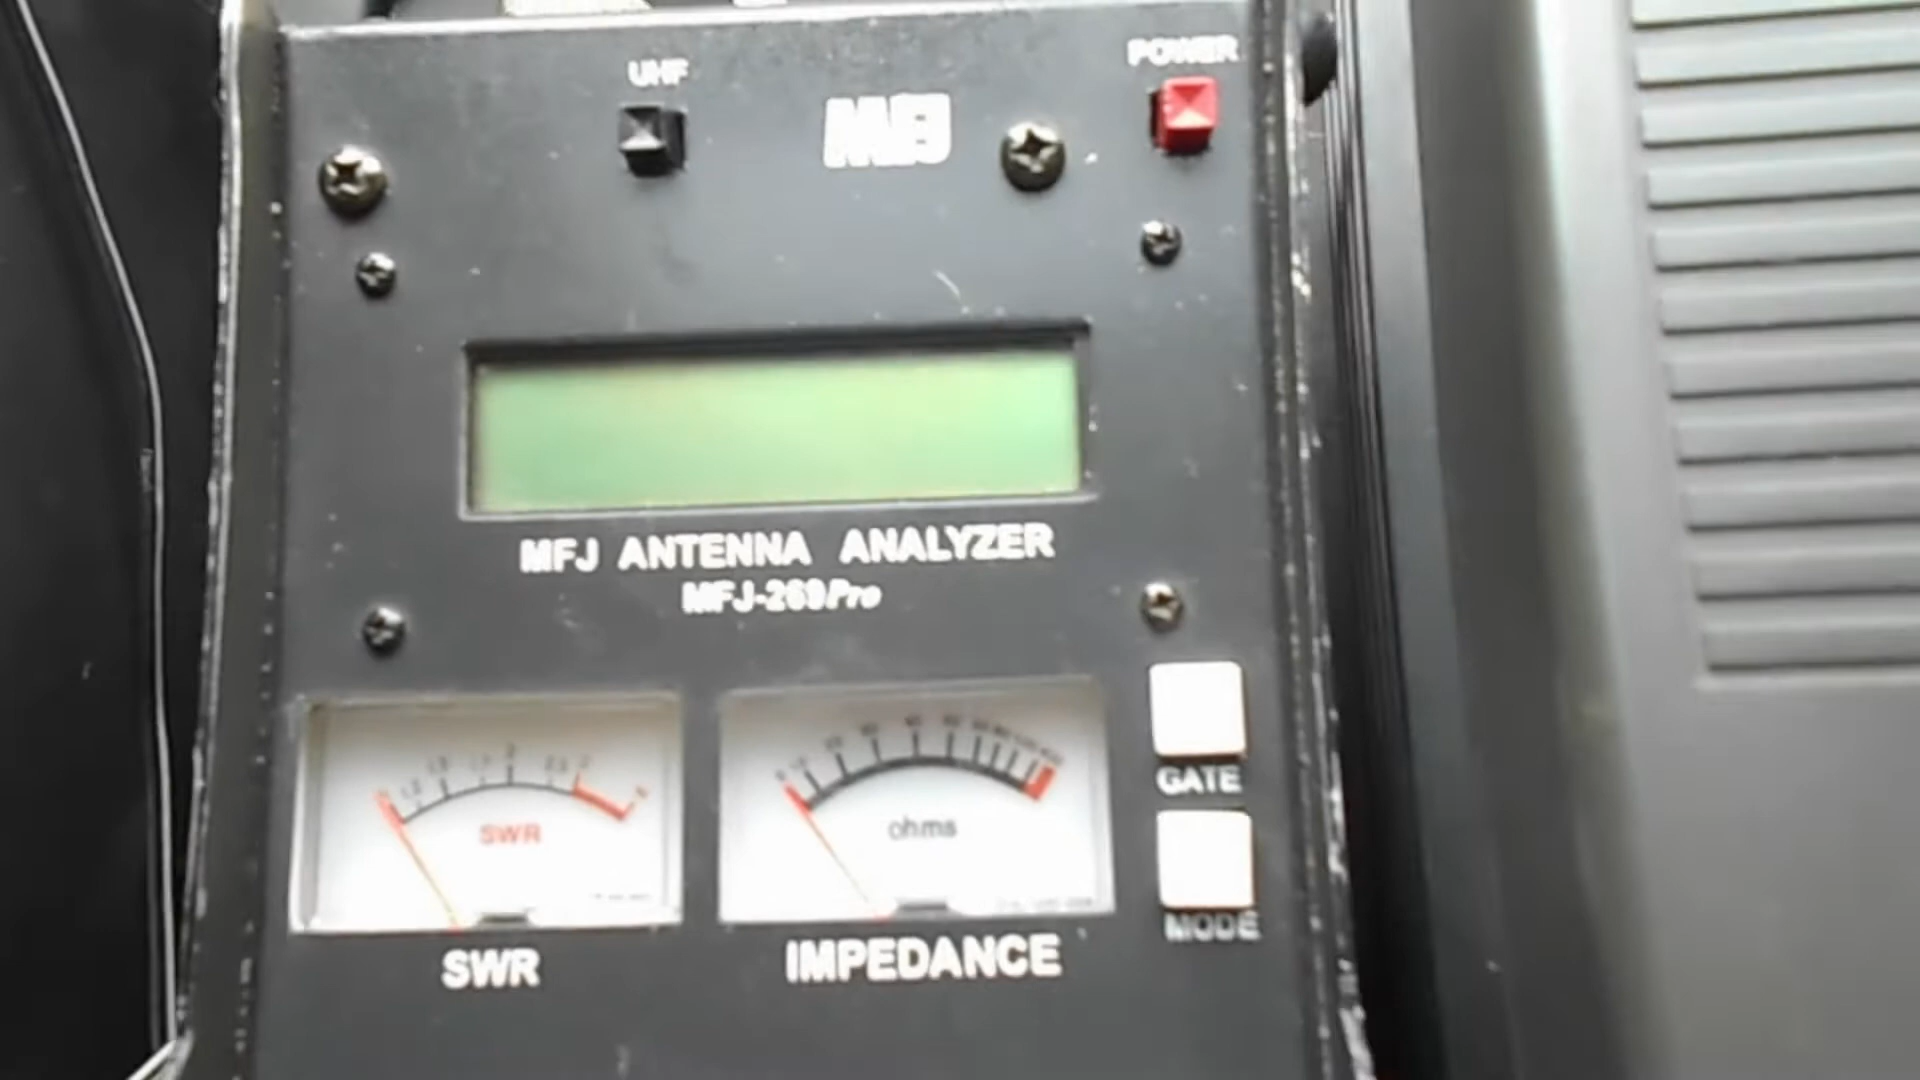 UHF
POWER
MFJ
MFJ ANTENNA ANALYZER
MFJ-269Pro
SWR
ohms
GATE
MODE
SWR
IMPEDANCE